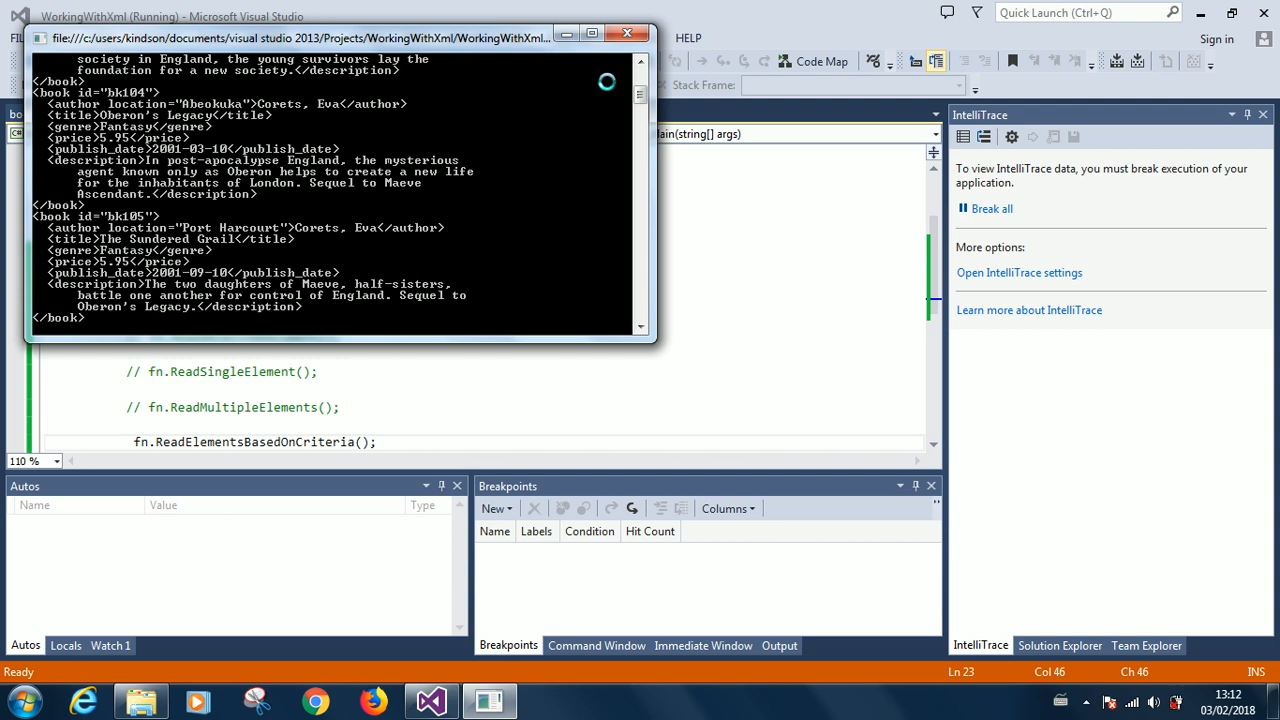 WorkingWithXml (Running) - Microsoft Visual Studio
Quick Launch (Ctrl+Q)
file:///c:/users/kindson/documents/visual studio 2013/Projects/WorkingWithXml/WorkingWithXml...
HELP
Sign in
society in England, the young survivors lay the
foundation for a new society.</description>
</book>
<book id="bk104">
<author location="Abeokuka">Corets, Eva</author>
<title>Oberon's Legacy</title>
<genre>Fantasy</genre>
<price>5.95</price>
<publish_date>2001-03-10</publish_date>
<description>In post-apocalypse England, the mysterious
agent known only as Oberon helps to create a new life
for the inhabitants of London. Sequel to Maeve
Ascendant.</description>
</book>
<book id="bk105">
<author location="Port Harcourt">Corets, Eva</author>
<title>The Sundered Grail</title>
<genre>Fantasy</genre>
<price>5.95</price>
<publish_date>2001-09-10</publish_date>
<description>The two daughters of Maeve, half-sisters,
battle one another for control of England. Sequel to
Oberon's Legacy.</description>
</book>
Code Map
Stack Frame:
ain(string[] args)
// fn.ReadSingleElement();
// fn.ReadMultipleElements();
fn.ReadElementsBasedOnCriteria();
110 %
IntelliTrace
To view IntelliTrace data, you must break execution of your
application.
Break all
More options:
Open IntelliTrace settings
Learn more about IntelliTrace
Autos
Name Value Type
Autos Locals Watch 1
Breakpoints
New Columns
Name Labels Condition Hit Count
Breakpoints Command Window Immediate Window Output
IntelliTrace Solution Explorer Team Explorer
Ready Ln 23 Col 46 Ch 46 INS
13:12
03/02/2018